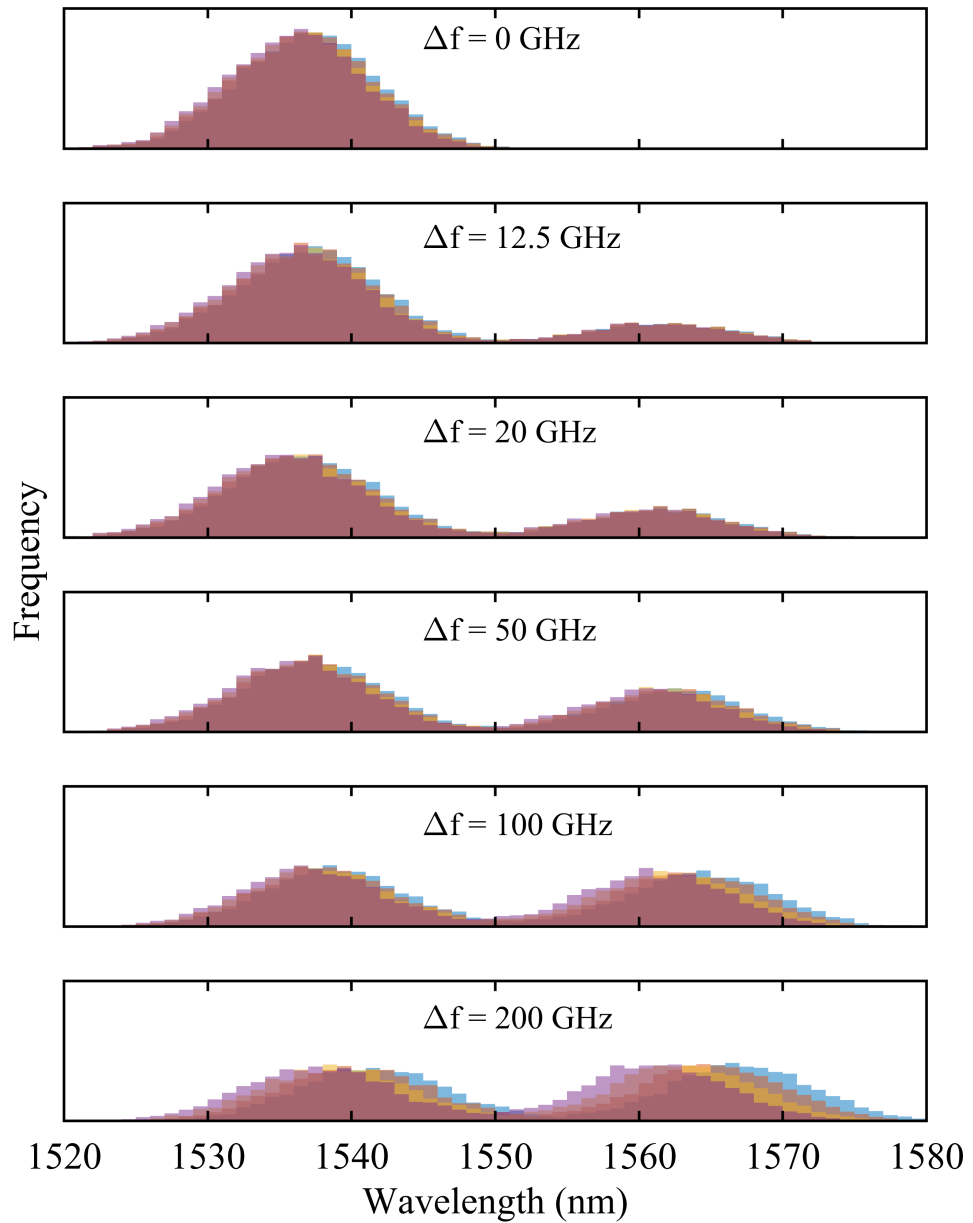 Δf = 0 GHz
Δf = 12.5 GHz
Δf = 20 GHz
Δf = 50 GHz
Δf = 100 GHz
Δf = 200 GHz
Frequency
1520 1530 1540 1550 1560 1570 1580
Wavelength (nm)